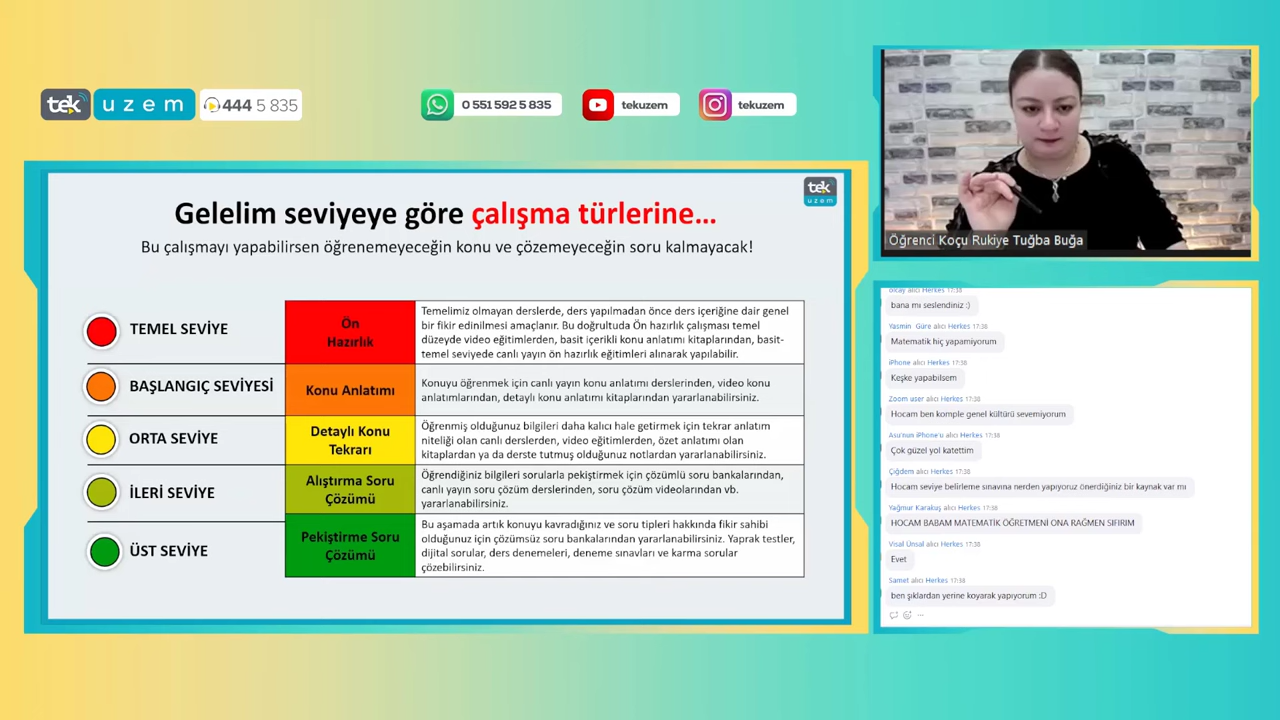 tek uzem 444 5 835
0 551 592 5 835
tekuzem
tekuzem
tek
uzem
Gelelim seviyeye göre çalışma türlerine...
Bu çalışmayı yapabilirsen öğrenemeyeceğin konu ve çözemeyeceğin soru kalmayacak!
TEMEL SEVİYE
Ön
Hazırlık
Temelimiz olmayan derslerde, ders yapılmadan önce ders içeriğine dair genel
bir fikir edinilmesi amaçlanır. Bu doğrultuda Ön hazırlık çalışması temel
düzeyde video eğitimlerden, basit içerikli konu anlatımı kitaplarından, basit-
temel seviyede canlı yayın ön hazırlık eğitimleri alınarak yapılabilir.
BAŞLANGIÇ SEVİYESİ
Konu Anlatımı
Konuyu öğrenmek için canlı yayın konu anlatımı derslerinden, video konu
anlatımlarından, detaylı konu anlatımı kitaplarından yararlanabilirsiniz.
ORTA SEVİYE
Detaylı Konu
Tekrarı
Öğrenmiş olduğunuz bilgileri daha kalıcı hale getirmek için tekrar anlatım
niteliği olan canlı derslerden, video eğitimlerden, özet anlatımı olan
kitaplardan ya da derste tutmuş olduğunuz notlardan yararlanabilirsiniz.
İLERİ SEVİYE
Alıştırma Soru
Çözümü
Öğrendiğiniz bilgileri sorularla pekiştirmek için çözümlü soru bankalarından,
canlı yayın soru çözüm derslerinden, soru çözüm videolarından vb.
yararlanabilirsiniz.
ÜST SEVİYE
Pekiştirme Soru
Çözümü
Bu aşamada artık konuyu kavradığınız ve soru tipleri hakkında fikir sahibi
olduğunuz için çözümsüz soru bankalarından yararlanabilirsiniz. Yaprak testler,
dijital sorular, ders denemeleri, deneme sınavları ve karma sorular
çözebilirsiniz.
Öğrenci Koçu Rukiye Tuğba Buğa
olcay alıcı Herkes 17:38
bana mı seslendiniz :)
Yasmin Güre alıcı Herkes 17:38
Matematik hiç yapamıyorum
iPhone alıcı Herkes 17:38
Keşke yapabilsem
Zoom user alıcı Herkes 17:38
Hocam ben komple genel kültürü sevemiyorum
Asu'nun iPhone'u alıcı Herkes 17:38
Çok güzel yol katettim
Çiğdem alıcı Herkes 17:38
Hocam seviye belirleme sınavına nerden yapıyoruz önerdiğiniz bir kaynak var mı
Yağmur Karakuş alıcı Herkes 17:38
HOCAM BABAM MATEMATİK ÖĞRETMENİ ONA RAĞMEN SIFIRIM
Visal Ünsal alıcı Herkes 17:38
Evet
Samet alıcı Herkes 17:38
ben şıklardan yerine koyarak yapıyorum :D